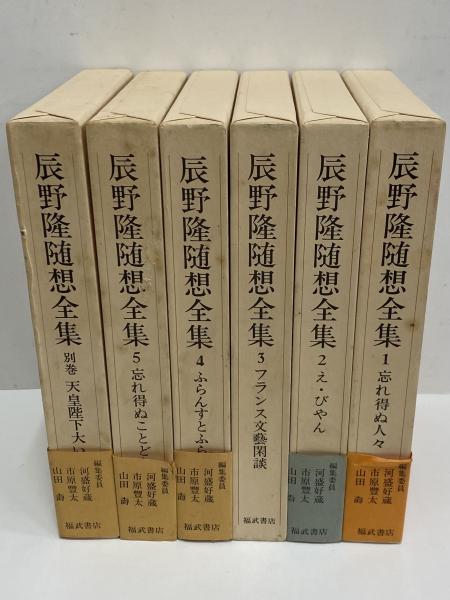 辰野隆随想全集
1 忘れ得ぬ人々
編集委員
河盛好蔵
市原豊太
山田𣝣
福武書店
辰野隆随想全集
2 え・びやん
編集委員
河盛好蔵
市原豊太
山田𣝣
福武書店
辰野隆随想全集
3 フランス文藝閑談
福武書店
辰野隆随想全集
4 ふらんすとふら
編集委員
河盛好蔵
市原豊太
山田𣝣
福武書店
辰野隆随想全集
5 忘れ得ぬことど
編集委員
河盛好蔵
市原豊太
山田𣝣
福武書店
辰野隆随想全集
別巻 天皇陛下大い
編集委員
河盛好蔵
市原豊太
山田𣝣
福武書店